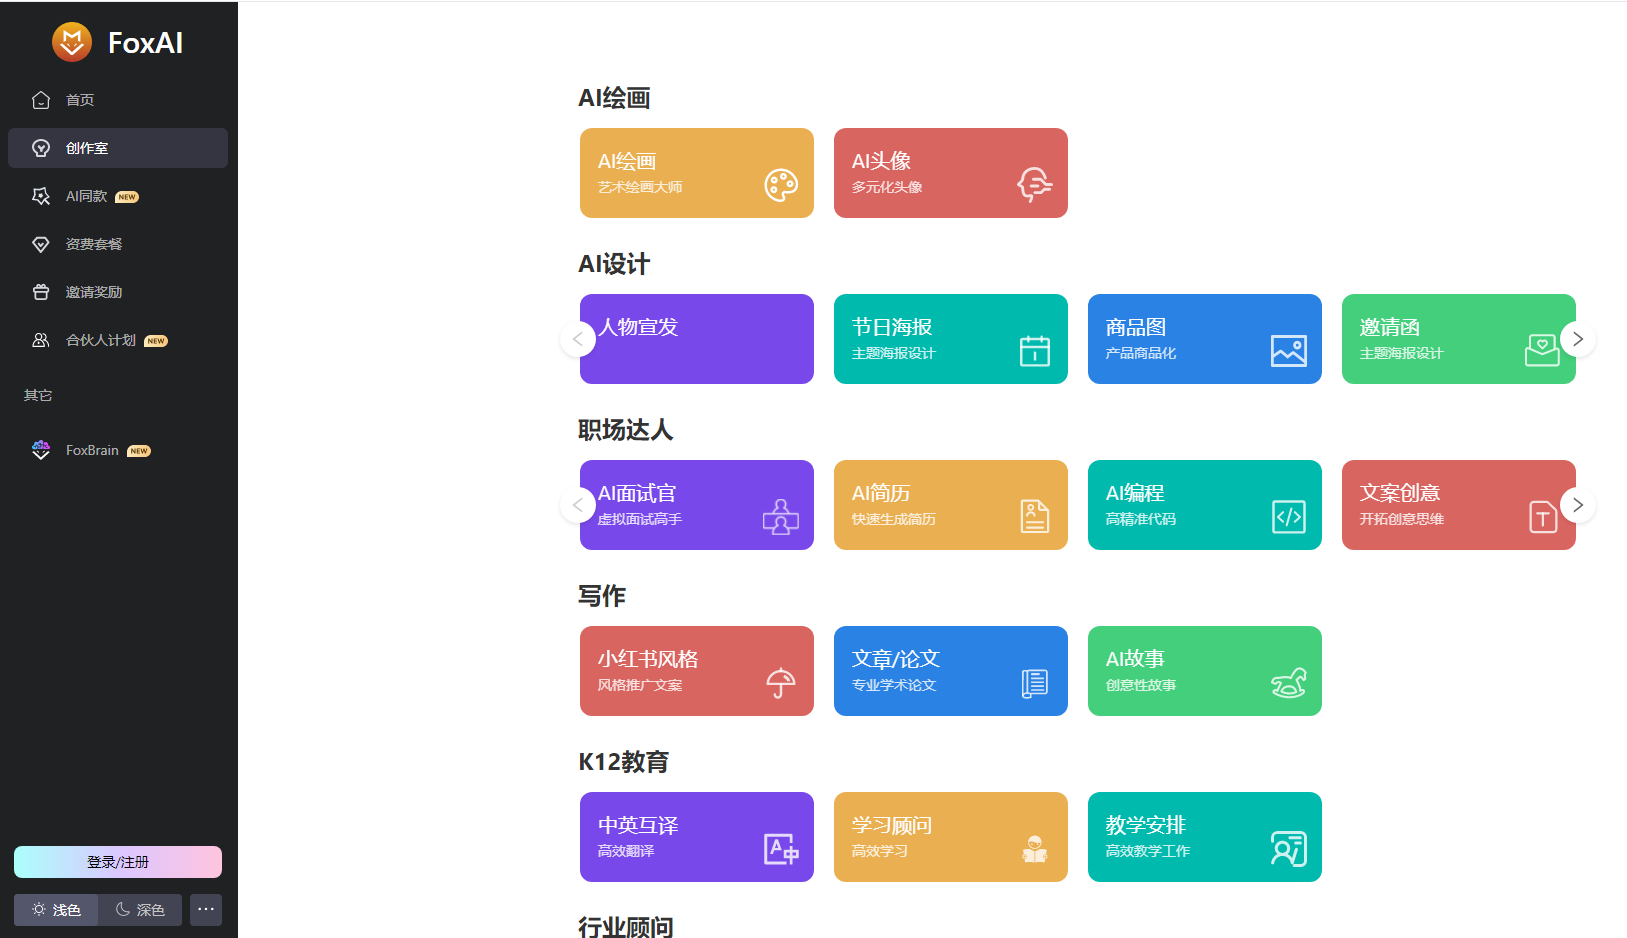 FoxAI
首页
创作室
AI同款 NEW
资费套餐
邀请奖励
合伙人计划 NEW
其它
FoxBrain NEW
登录/注册
浅色 深色 ···
AI绘画
AI绘画
艺术绘画大师
AI头像
多元化头像
AI设计
人物宣发
节日海报
主题海报设计
商品图
产品商品化
邀请函
主题海报设计
职场达人
AI面试官
虚拟面试高手
AI简历
快速生成简历
AI编程
高精准代码
文案创意
开拓创意思维
写作
小红书风格
风格推广文案
文章/论文
专业学术论文
AI故事
创意性故事
K12教育
中英互译
高效翻译
学习顾问
高效学习
教学安排
高效教学工作
行业顾问